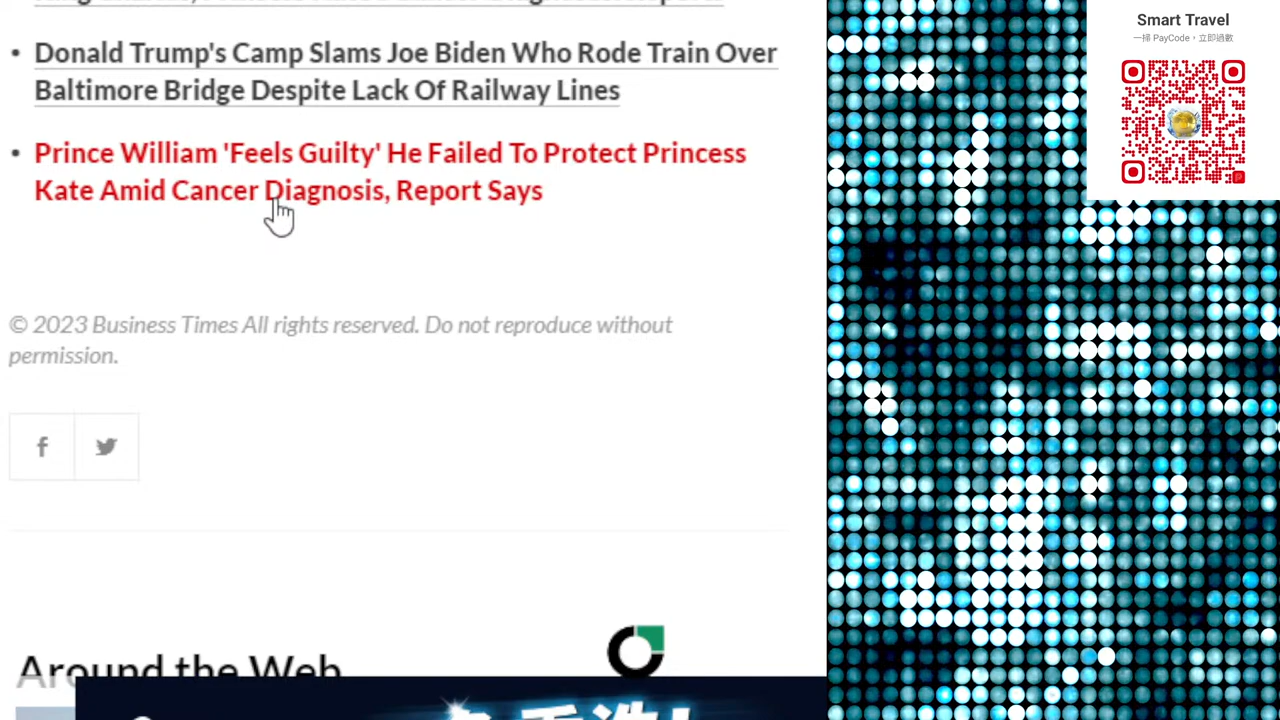 Donald Trump's Camp Slams Joe Biden Who Rode Train Over
Baltimore Bridge Despite Lack Of Railway Lines
Prince William 'Feels Guilty' He Failed To Protect Princess
Kate Amid Cancer Diagnosis, Report Says
© 2023 Business Times All rights reserved. Do not reproduce without
permission.
Around the Web
Smart Travel
一掃 PayCode，立即過數